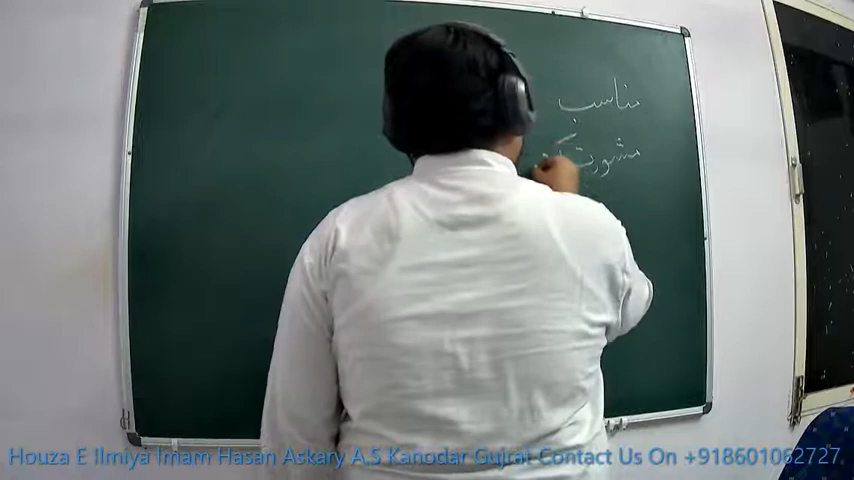 مناسب
مشورت
Houza E Ilmiya Imam Hasan Askary A.S Kanodar Gujrat Contact Us On +918601062727